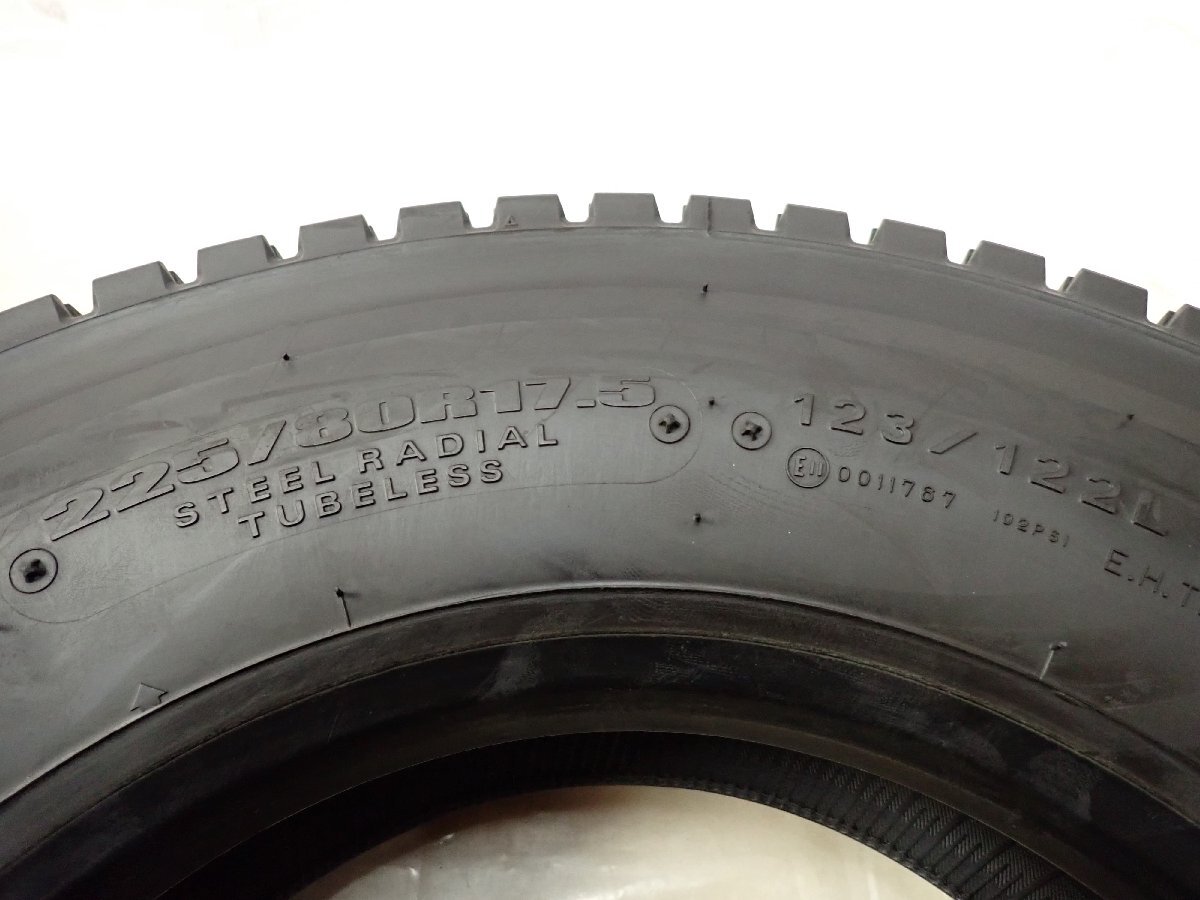 225/80R17.5
STEEL RADIAL
TUBELESS
123/122L
E11 0011767 102PSI
E.H.T